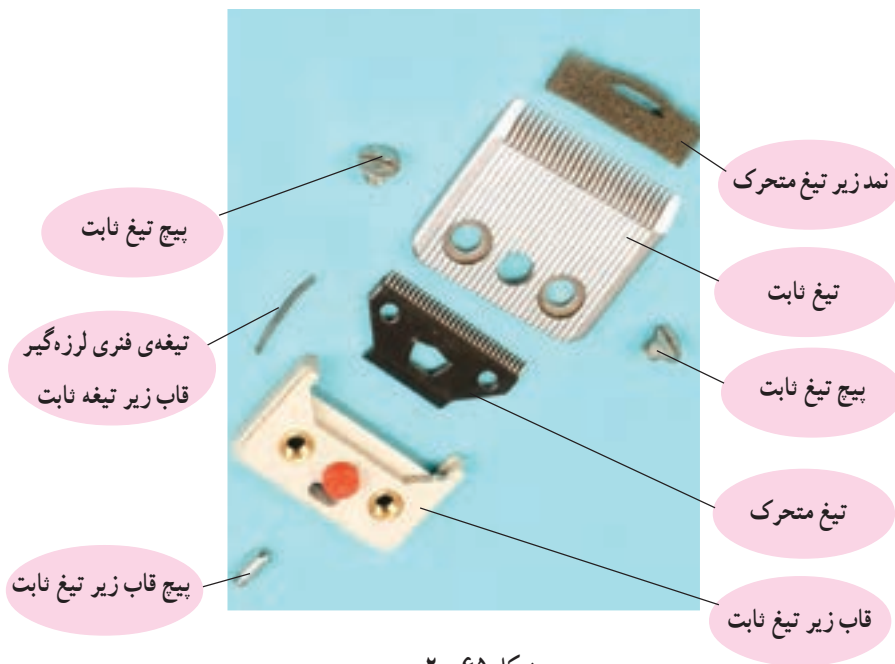 نمد زیر تیغ متحرک
پیچ تیغ ثابت
تیغ ثابت
تیغه‌ی فنری لرزه‌گیر
قاب زیر تیغه ثابت
پیچ تیغ ثابت
تیغ متحرک
پیچ قاب زیر تیغ ثابت
قاب زیر تیغ ثابت